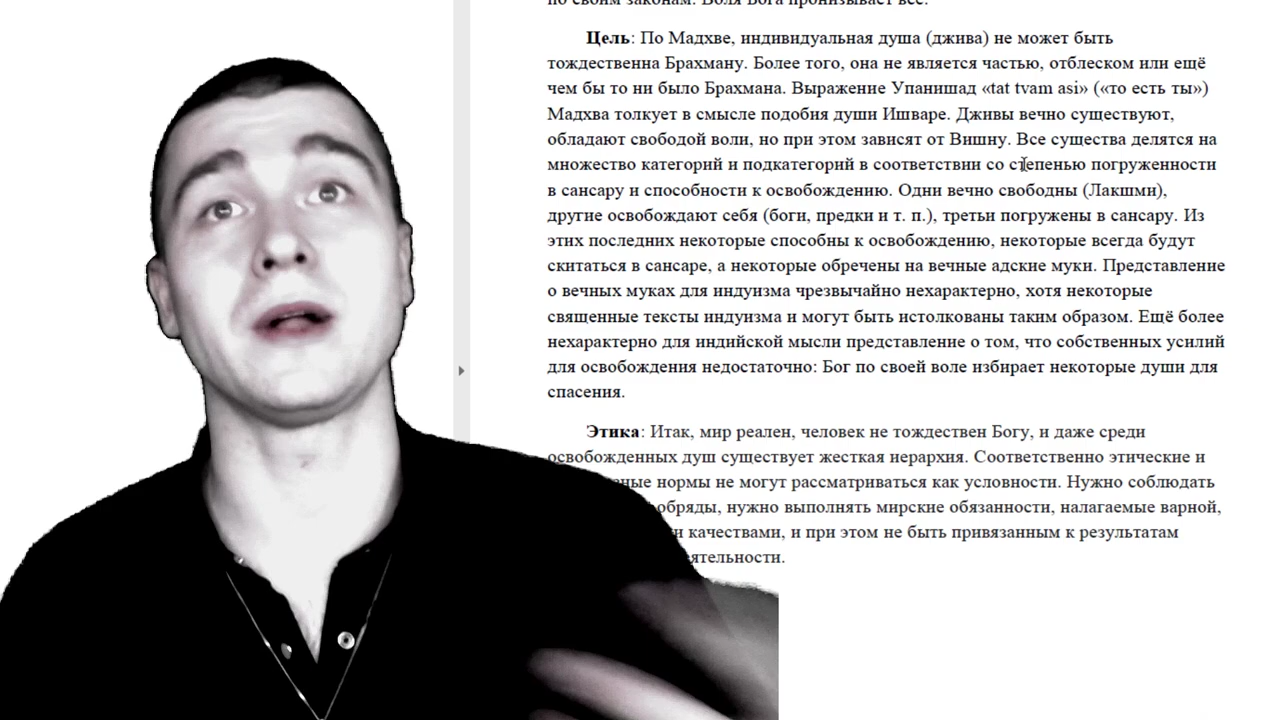 по своим законам. Воля Бога пронизывает все.
Цель: По Мадхве, индивидуальная душа (джива) не может быть
тождественна Брахману. Более того, она не является частью, отблеском или ещё
чем бы то ни было Брахмана. Выражение Упанишад «tat tvam asi» («то есть ты»)
Мадхва толкует в смысле подобия души Ишваре. Дживы вечно существуют,
обладают свободой воли, но при этом зависят от Вишну. Все существа делятся на
множество категорий и подкатегорий в соответствии со степенью погруженности
в сансару и способности к освобождению. Одни вечно свободны (Лакшми),
другие освобождают себя (боги, предки и т. п.), третьи погружены в сансару. Из
этих последних некоторые способны к освобождению, некоторые всегда будут
скитаться в сансаре, а некоторые обречены на вечные адские муки. Представление
о вечных муках для индуизма чрезвычайно нехарактерно, хотя некоторые
священные тексты индуизма и могут быть истолкованы таким образом. Ещё более
нехарактерно для индийской мысли представление о том, что собственных усилий
для освобождения недостаточно: Бог по своей воле избирает некоторые души для
спасения.
Этика: Итак, мир реален, человек не тождествен Богу, и даже среди
освобожденных душ существует жесткая иерархия. Соответственно этические и
нормы не могут рассматриваться как условности. Нужно соблюдать
обряды, нужно выполнять мирские обязанности, налагаемые варной,
качествами, и при этом не быть привязанным к результатам